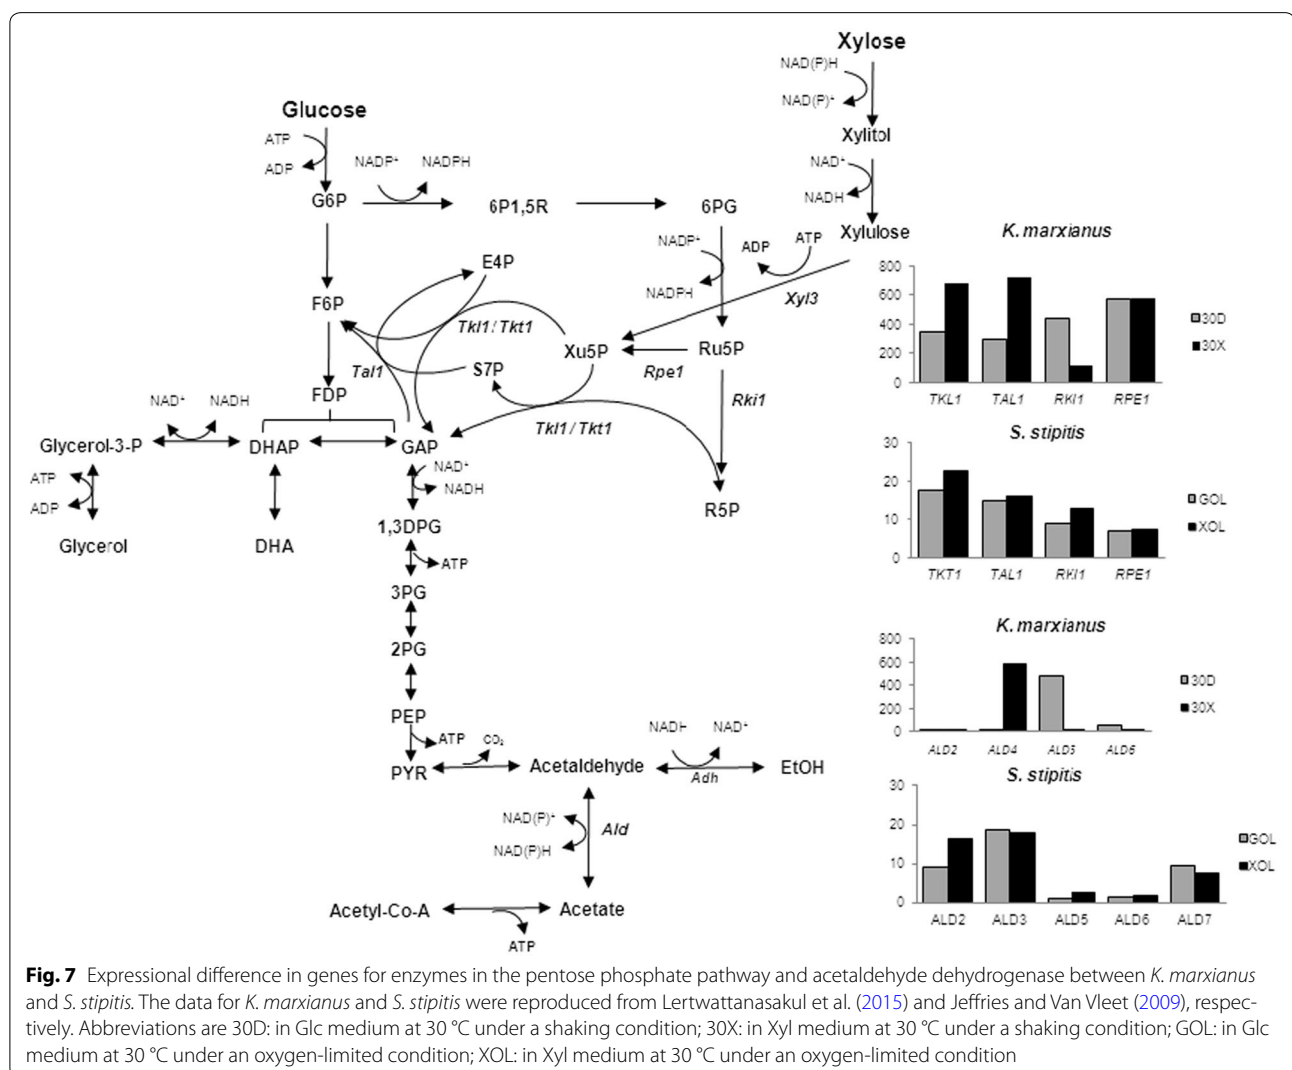 Xylose
NAD(P)H
NAD(P)+
Xylitol
NAD+
NADH
Xylulose
Glucose
ATP
ADP
NADP+ NADPH
G6P 6P1,5R 6PG
NADP+ ADP ATP
NADPH
Xyl3
E4P
F6P
Tkl1/Tkt1
Xu5P Ru5P
Rpe1
Tal1 S7P
Rki1
FDP
NAD+ NADH
Tkl1/Tkt1
Glycerol-3-P DHAP GAP
ATP
ADP
NAD+
NADH
R5P
Glycerol DHA 1,3DPG
ATP
3PG
2PG
PEP
ATP CO2
NADH NAD+
PYR Acetaldehyde EtOH
Adh
NAD(P)+
NAD(P)H
Ald
Acetyl-Co-A Acetate
ATP
K. marxianus
800
600
400
200
0
30D
30X
TKL1 TAL1 RKI1 RPE1
S. stipitis
30
20
10
0
GOL
XOL
TKT1 TAL1 RKI1 RPE1
K. marxianus
800
600
400
200
0
30D
30X
ALD2 ALD4 ALD5 ALD6
S. stipitis
30
20
10
0
GOL
XOL
ALD2 ALD3 ALD5 ALD6 ALD7
Fig. 7 Expressional difference in genes for enzymes in the pentose phosphate pathway and acetaldehyde dehydrogenase between K. marxianus
and S. stipitis. The data for K. marxianus and S. stipitis were reproduced from Lertwattanasakul et al. (2015) and Jeffries and Van Vleet (2009), respec-
tively. Abbreviations are 30D: in Glc medium at 30 °C under a shaking condition; 30X: in Xyl medium at 30 °C under a shaking condition; GOL: in Glc
medium at 30 °C under an oxygen-limited condition; XOL: in Xyl medium at 30 °C under an oxygen-limited condition